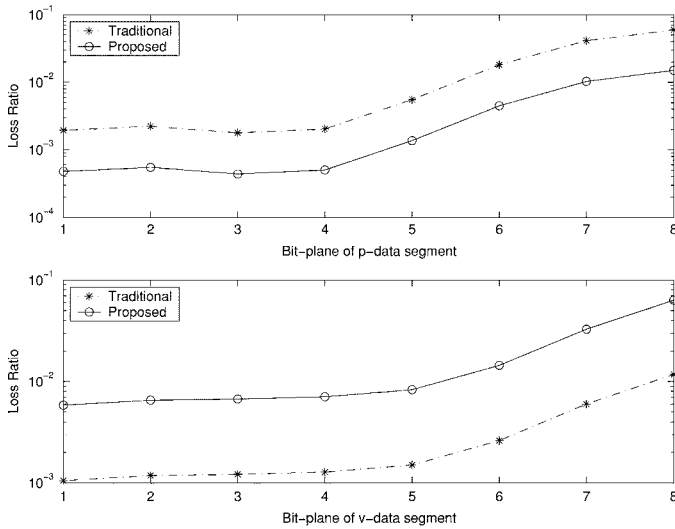 10^-1
10^-2
10^-3
10^-4
Loss Ratio
Traditional
Proposed
1 2 3 4 5 6 7 8
Bit-plane of p-data segment
10^-1
10^-2
10^-3
Loss Ratio
Traditional
Proposed
1 2 3 4 5 6 7 8
Bit-plane of v-data segment